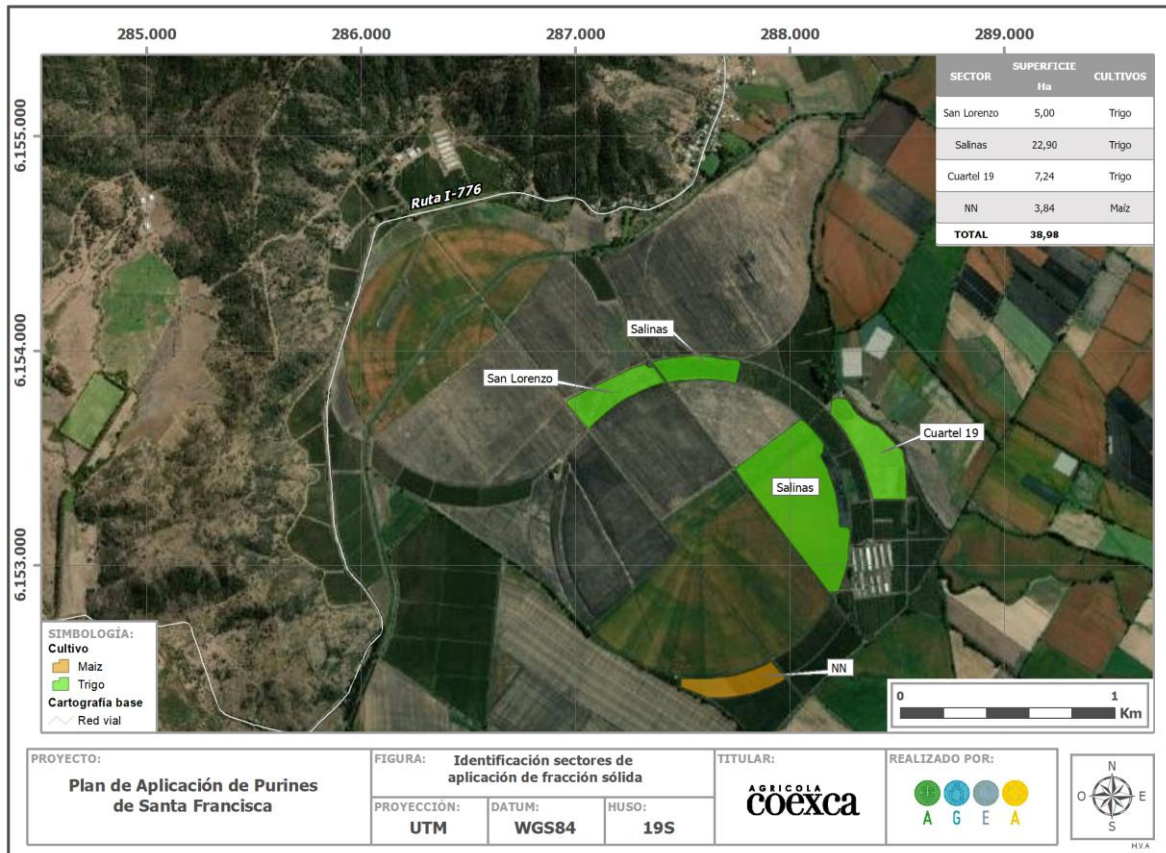 285.000 286.000 287.000 288.000 289.000
6.155.000
6.154.000
6.153.000
SECTOR SUPERFICIE Ha CULTIVOS
San Lorenzo 5,00 Trigo
Salinas 22,90 Trigo
Cuartel 19 7,24 Trigo
NN 3,84 Maíz
TOTAL 38,98
Ruta I-776
Salinas
San Lorenzo
Cuartel 19
Salinas
NN
SIMBOLOGÍA:
Cultivo
Maiz
Trigo
Cartografía base
Red vial
0 1
Km
PROYECTO:
Plan de Aplicación de Purines
de Santa Francisca
FIGURA: Identificación sectores de
aplicación de fracción sólida
PROYECCIÓN:
UTM
DATUM:
WGS84
HUSO:
19S
TITULAR:
AGRICOLA
coexca
REALIZADO POR:
A G E A
N
O E
S
H.V.A